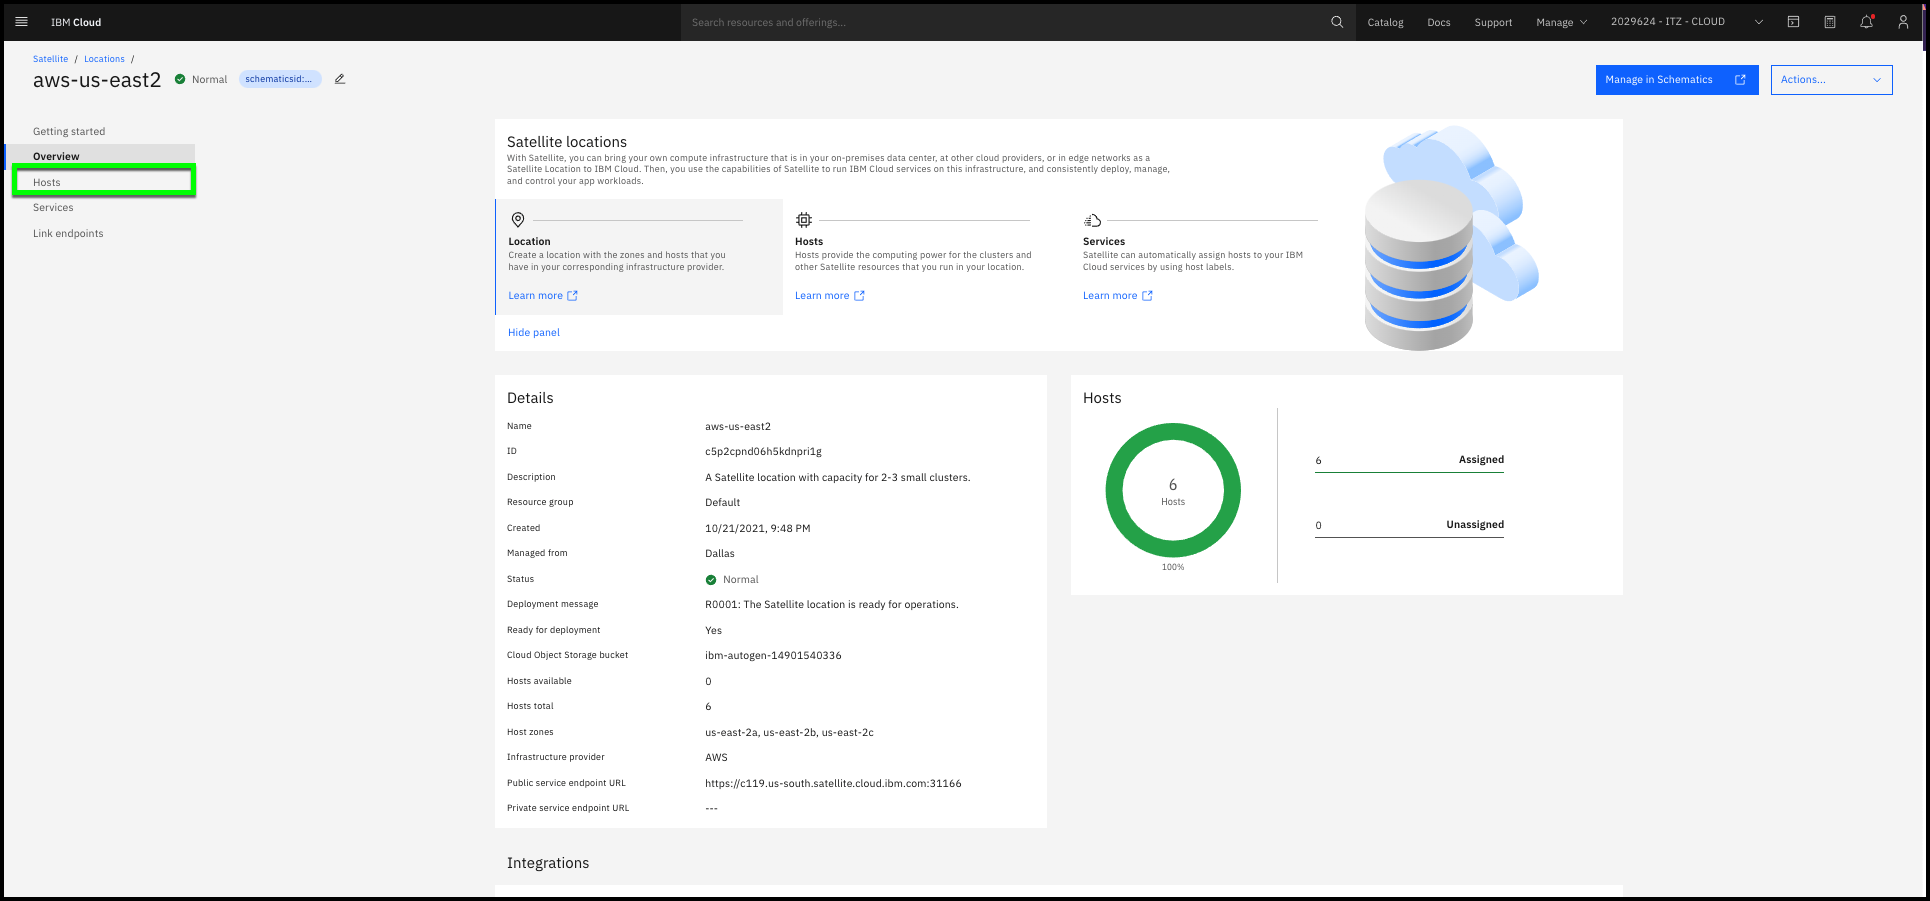 IBM Cloud
Search resources and offerings...
Catalog
Docs
Support
Manage
2029624 - ITZ - CLOUD
Satellite / Locations /
aws-us-east2
Normal
schematicsid:...
Manage in Schematics
Actions...
Getting started
Overview
Hosts
Services
Link endpoints
Satellite locations
With Satellite, you can bring your own compute infrastructure that is in your on-premises data center, at other cloud providers, or in edge networks as a
Satellite Location to IBM Cloud. Then, you use the capabilities of Satellite to run IBM Cloud services on this infrastructure, and consistently deploy, manage,
and control your app workloads.
Location
Create a location with the zones and hosts that you
have in your corresponding infrastructure provider.
Learn more
Hosts
Hosts provide the computing power for the clusters and
other Satellite resources that you run in your location.
Learn more
Services
Satellite can automatically assign hosts to your IBM
Cloud services by using host labels.
Learn more
Hide panel
Details
Name aws-us-east2
ID c5p2cpnd06h5kdnpri1g
Description A Satellite location with capacity for 2-3 small clusters.
Resource group Default
Created 10/21/2021, 9:48 PM
Managed from Dallas
Status Normal
Deployment message R0001: The Satellite location is ready for operations.
Ready for deployment Yes
Cloud Object Storage bucket ibm-autogen-14901540336
Hosts available 0
Hosts total 6
Host zones us-east-2a, us-east-2b, us-east-2c
Infrastructure provider AWS
Public service endpoint URL https://c119.us-south.satellite.cloud.ibm.com:31166
Private service endpoint URL ---
Hosts
6
Hosts
100%
6 Assigned
0 Unassigned
Integrations